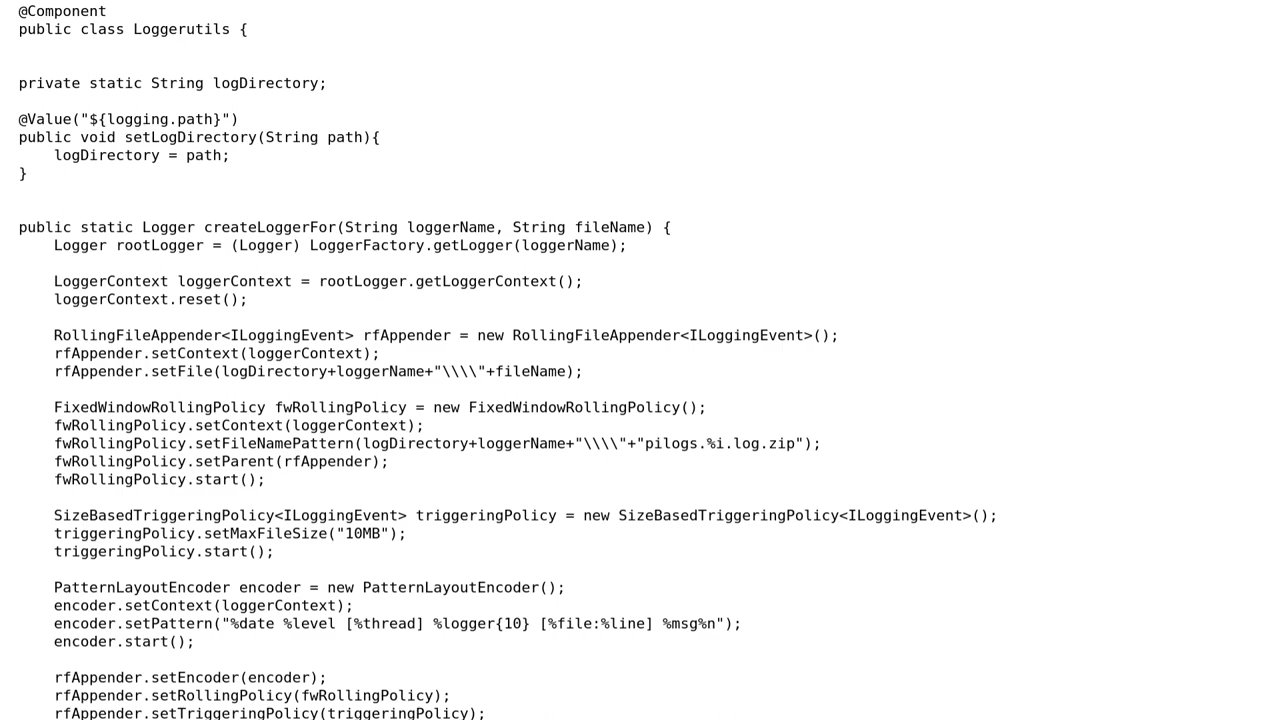 @Component
public class Loggerutils {
private static String logDirectory;
@Value("${logging.path}")
public void setLogDirectory(String path){
logDirectory = path;
}
public static Logger createLoggerFor(String loggerName, String fileName) {
Logger rootLogger = (Logger) LoggerFactory.getLogger(loggerName);
LoggerContext loggerContext = rootLogger.getLoggerContext();
loggerContext.reset();
RollingFileAppender<ILoggingEvent> rfAppender = new RollingFileAppender<ILoggingEvent>();
rfAppender.setContext(loggerContext);
rfAppender.setFile(logDirectory+loggerName+"\\\\"+fileName);
FixedWindowRollingPolicy fwRollingPolicy = new FixedWindowRollingPolicy();
fwRollingPolicy.setContext(loggerContext);
fwRollingPolicy.setFileNamePattern(logDirectory+loggerName+"\\\\"+"pilogs.%i.log.zip");
fwRollingPolicy.setParent(rfAppender);
fwRollingPolicy.start();
SizeBasedTriggeringPolicy<ILoggingEvent> triggeringPolicy = new SizeBasedTriggeringPolicy<ILoggingEvent>();
triggeringPolicy.setMaxFileSize("10MB");
triggeringPolicy.start();
PatternLayoutEncoder encoder = new PatternLayoutEncoder();
encoder.setContext(loggerContext);
encoder.setPattern("%date %level [%thread] %logger{10} [%file:%line] %msg%n");
encoder.start();
rfAppender.setEncoder(encoder);
rfAppender.setRollingPolicy(fwRollingPolicy);
rfAppender.setTriggeringPolicy(triggeringPolicy);